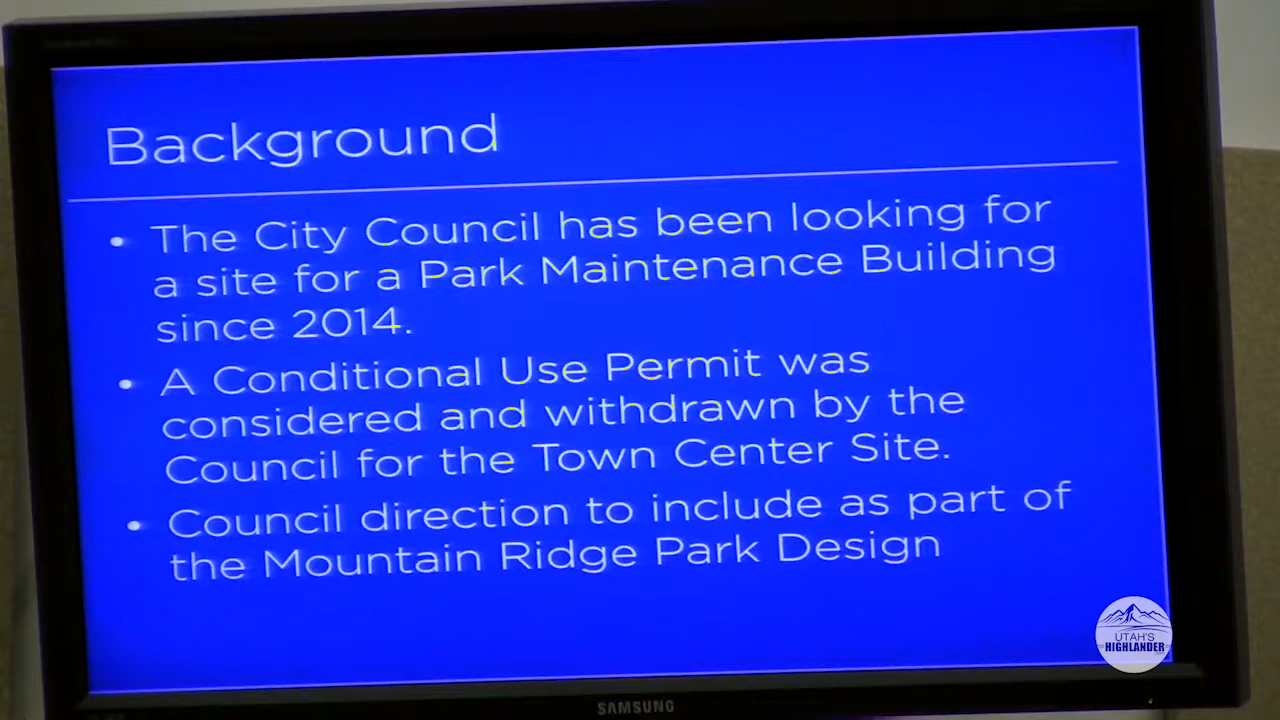 Background
• The City Council has been looking for
a site for a Park Maintenance Building
since 2014.
• A Conditional Use Permit was
considered and withdrawn by the
Council for the Town Center Site.
• Council direction to include as part of
the Mountain Ridge Park Design
UTAH'S
HIGHLANDER
SAMSUNG